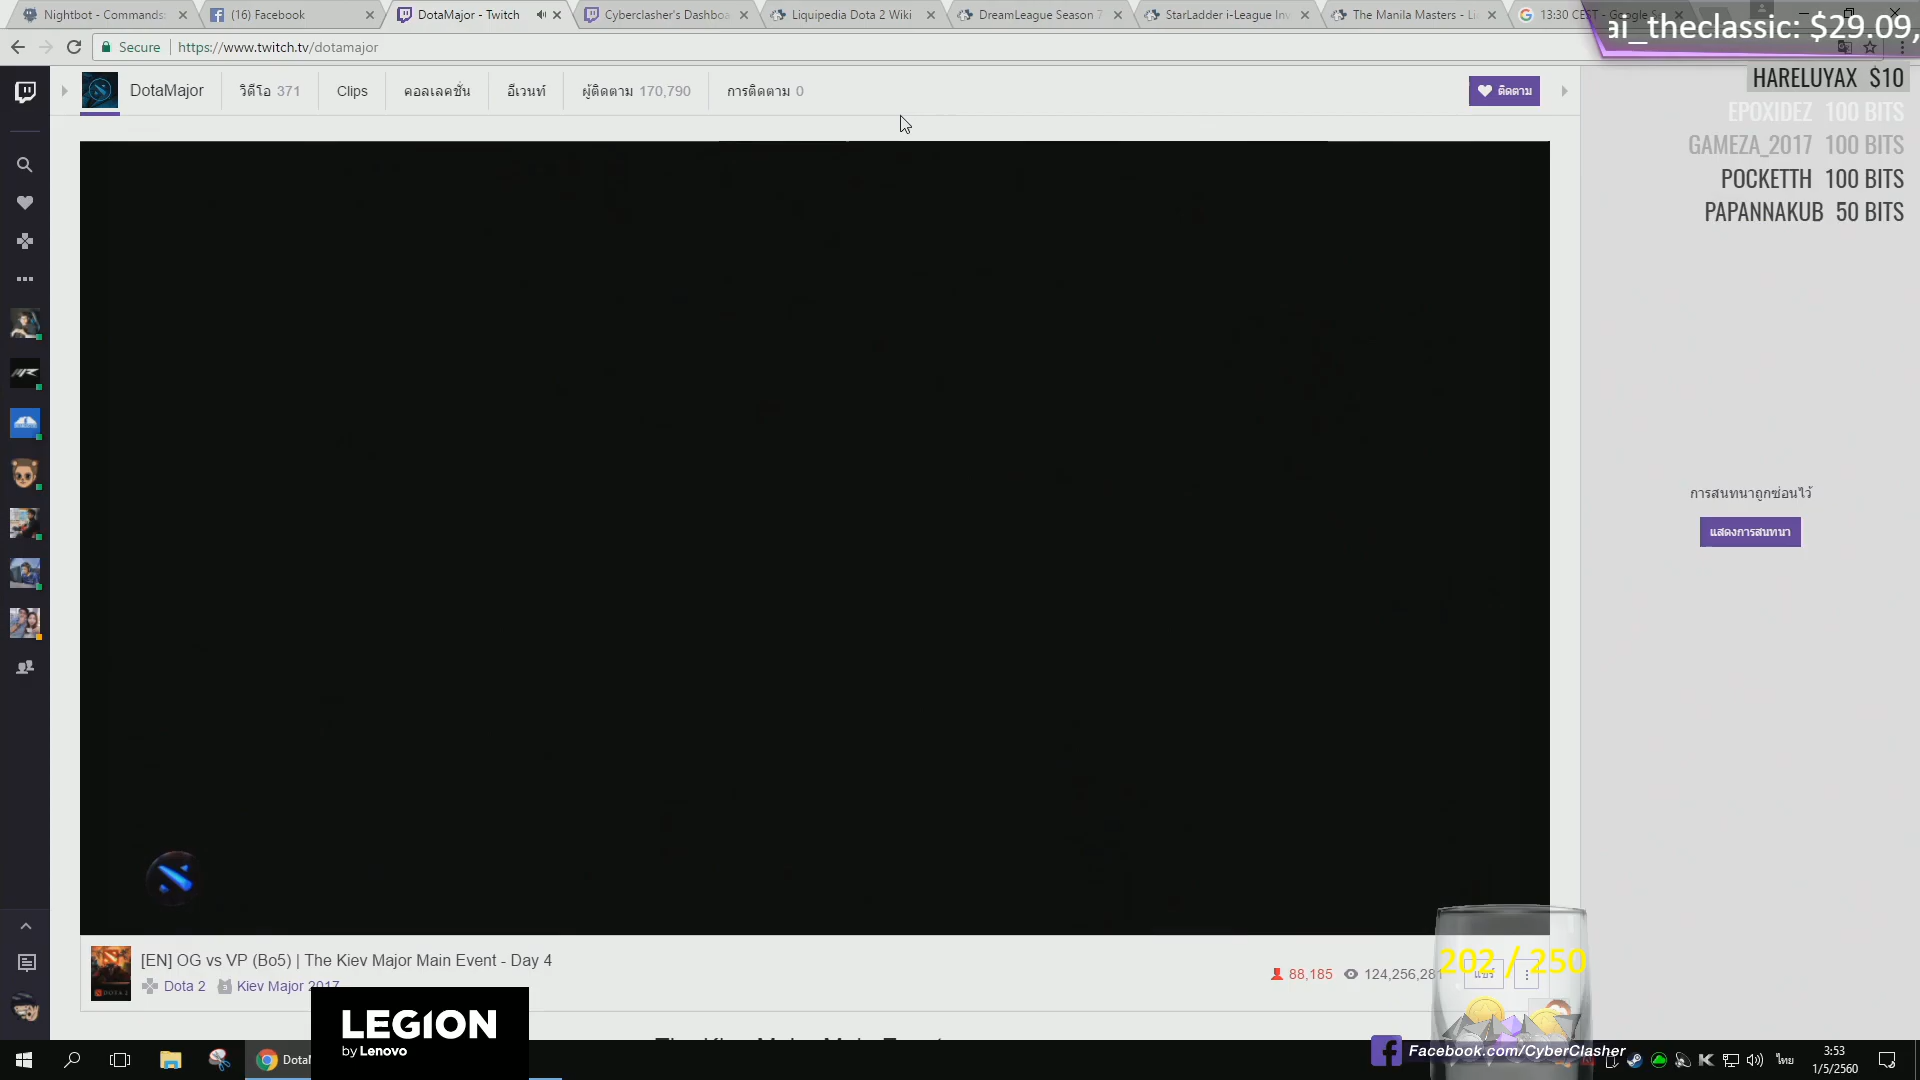 Nightbot - Commands
(16) Facebook
DotaMajor - Twitch
Cyberclasher's Dashboa
Liquipedia Dota 2 Wiki
DreamLeague Season 7
StarLadder i-League Inv
The Manila Masters - Li
13:30 CEST - Google S
ai_theclassic: $29.09,
Secure
https://www.twitch.tv/dotamajor
DotaMajor
วิดีโอ 371
Clips
คอลเลคชั่น
อีเวนท์
ผู้ติดตาม 170,790
การติดตาม 0
ติดตาม
HARELUYAX $10
EPOXIDEZ 100 BITS
GAMEZA_2017 100 BITS
POCKETTH 100 BITS
PAPANNAKUB 50 BITS
การสนทนาถูกซ่อนไว้
แสดงการสนทนา
[EN] OG vs VP (Bo5) | The Kiev Major Main Event - Day 4
Dota 2
Kiev Major 2017
88,185
124,256,281
202 / 250
แชร์
LEGION
by Lenovo
Facebook.com/CyberClasher
DotaM
ไทย
3:53
1/5/2560